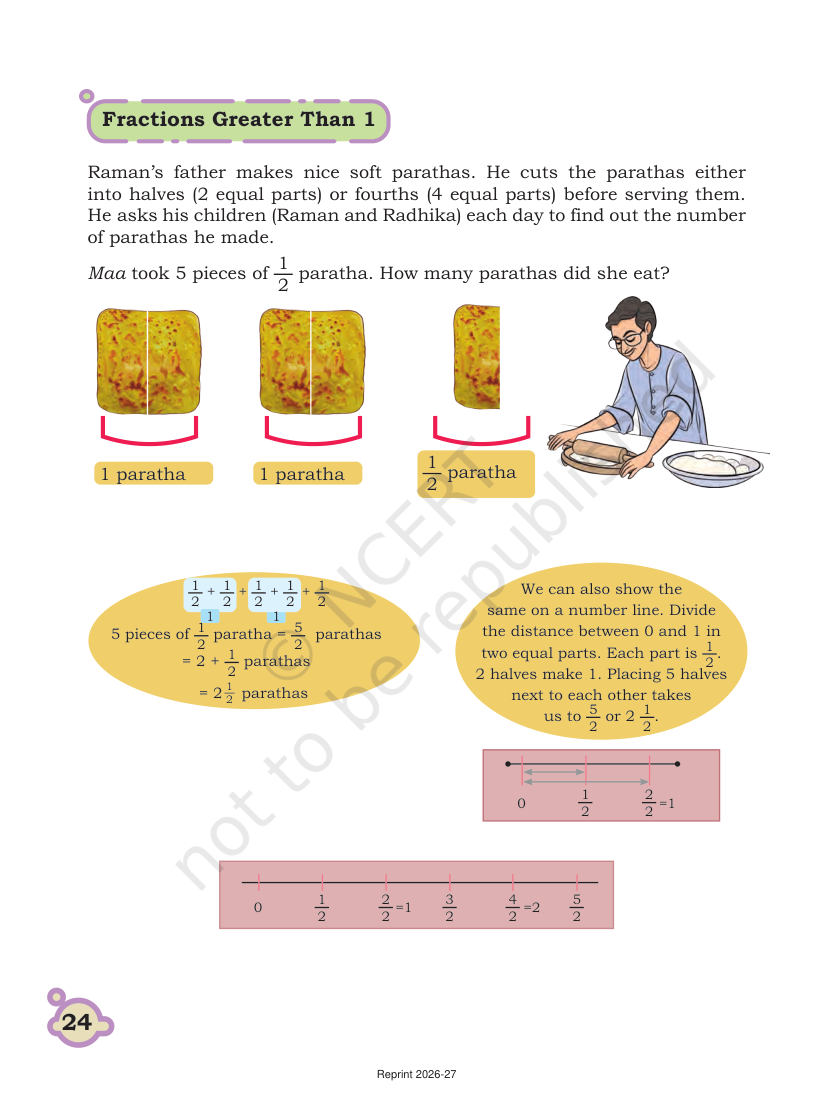 Fractions Greater Than 1
Raman's father makes nice soft parathas. He cuts the parathas either
into halves (2 equal parts) or fourths (4 equal parts) before serving them.
He asks his children (Raman and Radhika) each day to find out the number
of parathas he made.
Maa took 5 pieces of 1/2 paratha. How many parathas did she eat?
1 paratha
1 paratha
1/2 paratha
1/2 + 1/2 + 1/2 + 1/2 + 1/2
1 1
5 pieces of 1/2 paratha = 5/2 parathas
= 2 + 1/2 parathas
= 2 1/2 parathas
We can also show the
same on a number line. Divide
the distance between 0 and 1 in
two equal parts. Each part is 1/2.
2 halves make 1. Placing 5 halves
next to each other takes
us to 5/2 or 2 1/2.
0 1/2 2/2 =1
0 1/2 2/2 =1 3/2 4/2 =2 5/2
© NCERT
not to be republished
24
Reprint 2026-27